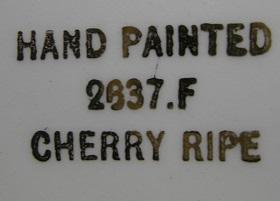 HAND PAINTED
2637.F
CHERRY RIPE